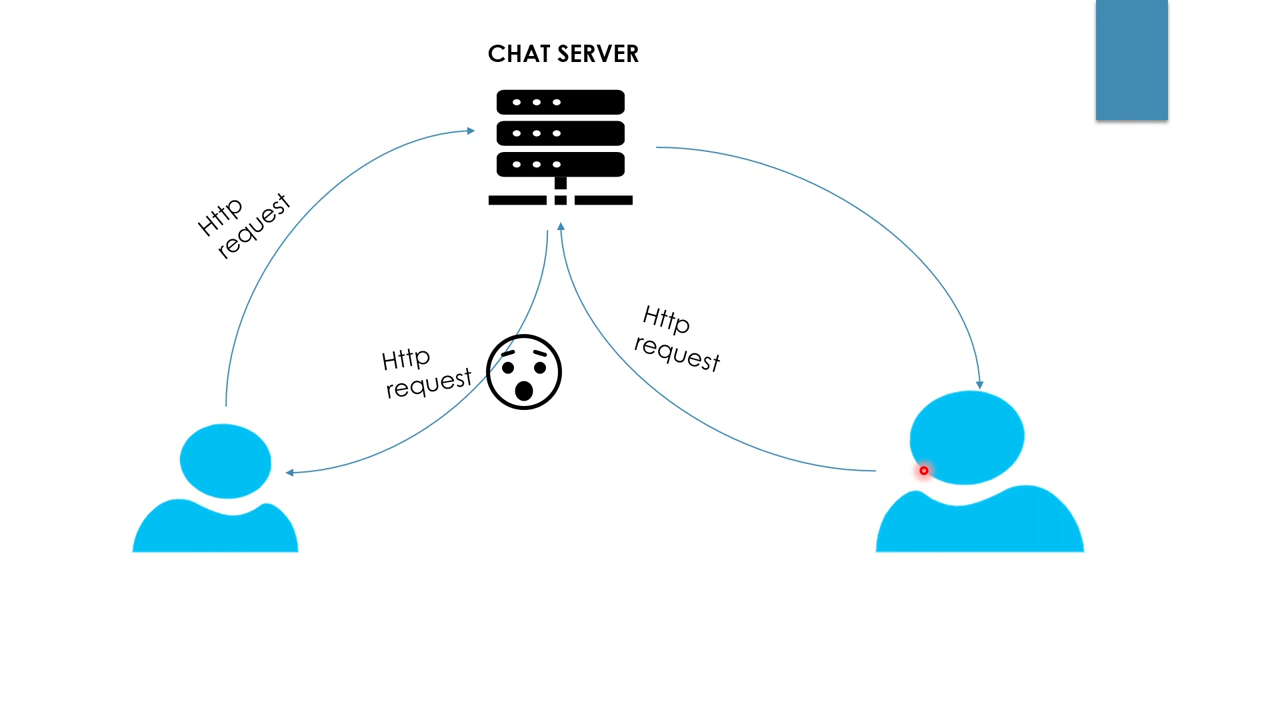 CHAT SERVER
Http
request
Http
request
Http
request